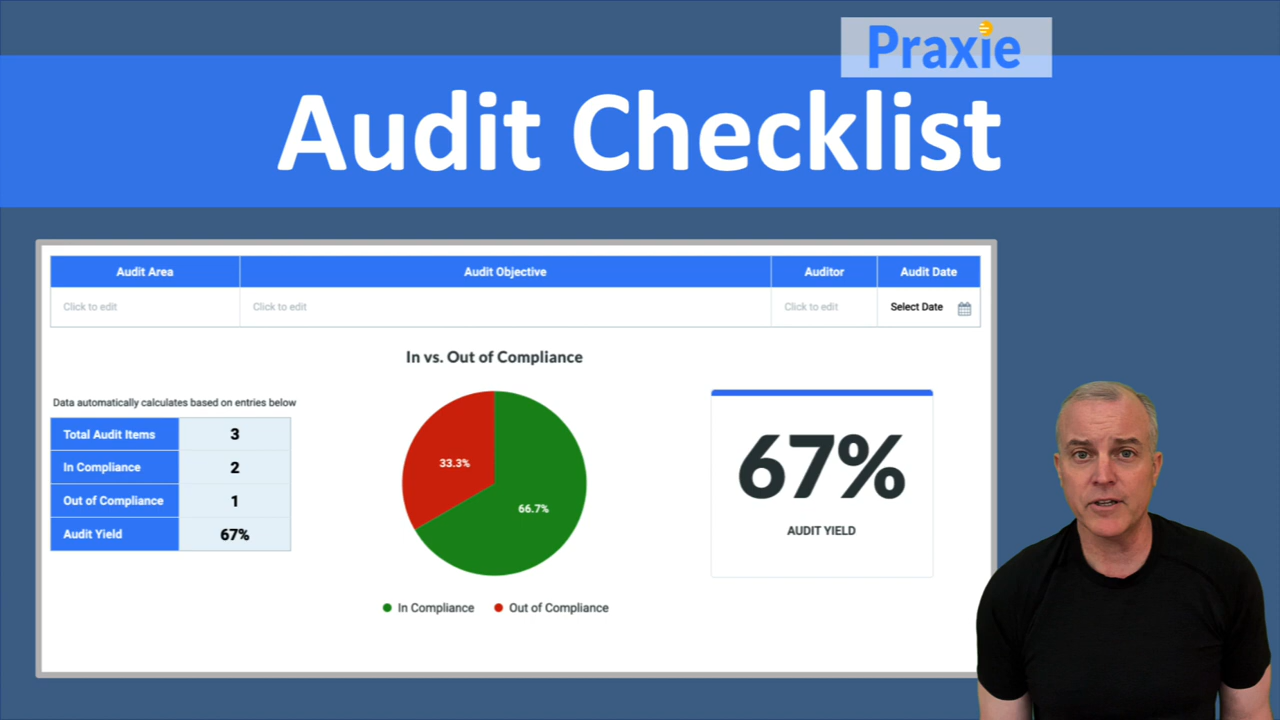 Praxie
Audit Checklist
Audit Area Audit Objective Auditor Audit Date
Click to edit Click to edit Click to edit Select Date
In vs. Out of Compliance
Data automatically calculates based on entries below
Total Audit Items 3
In Compliance 2
Out of Compliance 1
Audit Yield 67%
33.3%
66.7%
In Compliance Out of Compliance
67%
AUDIT YIELD